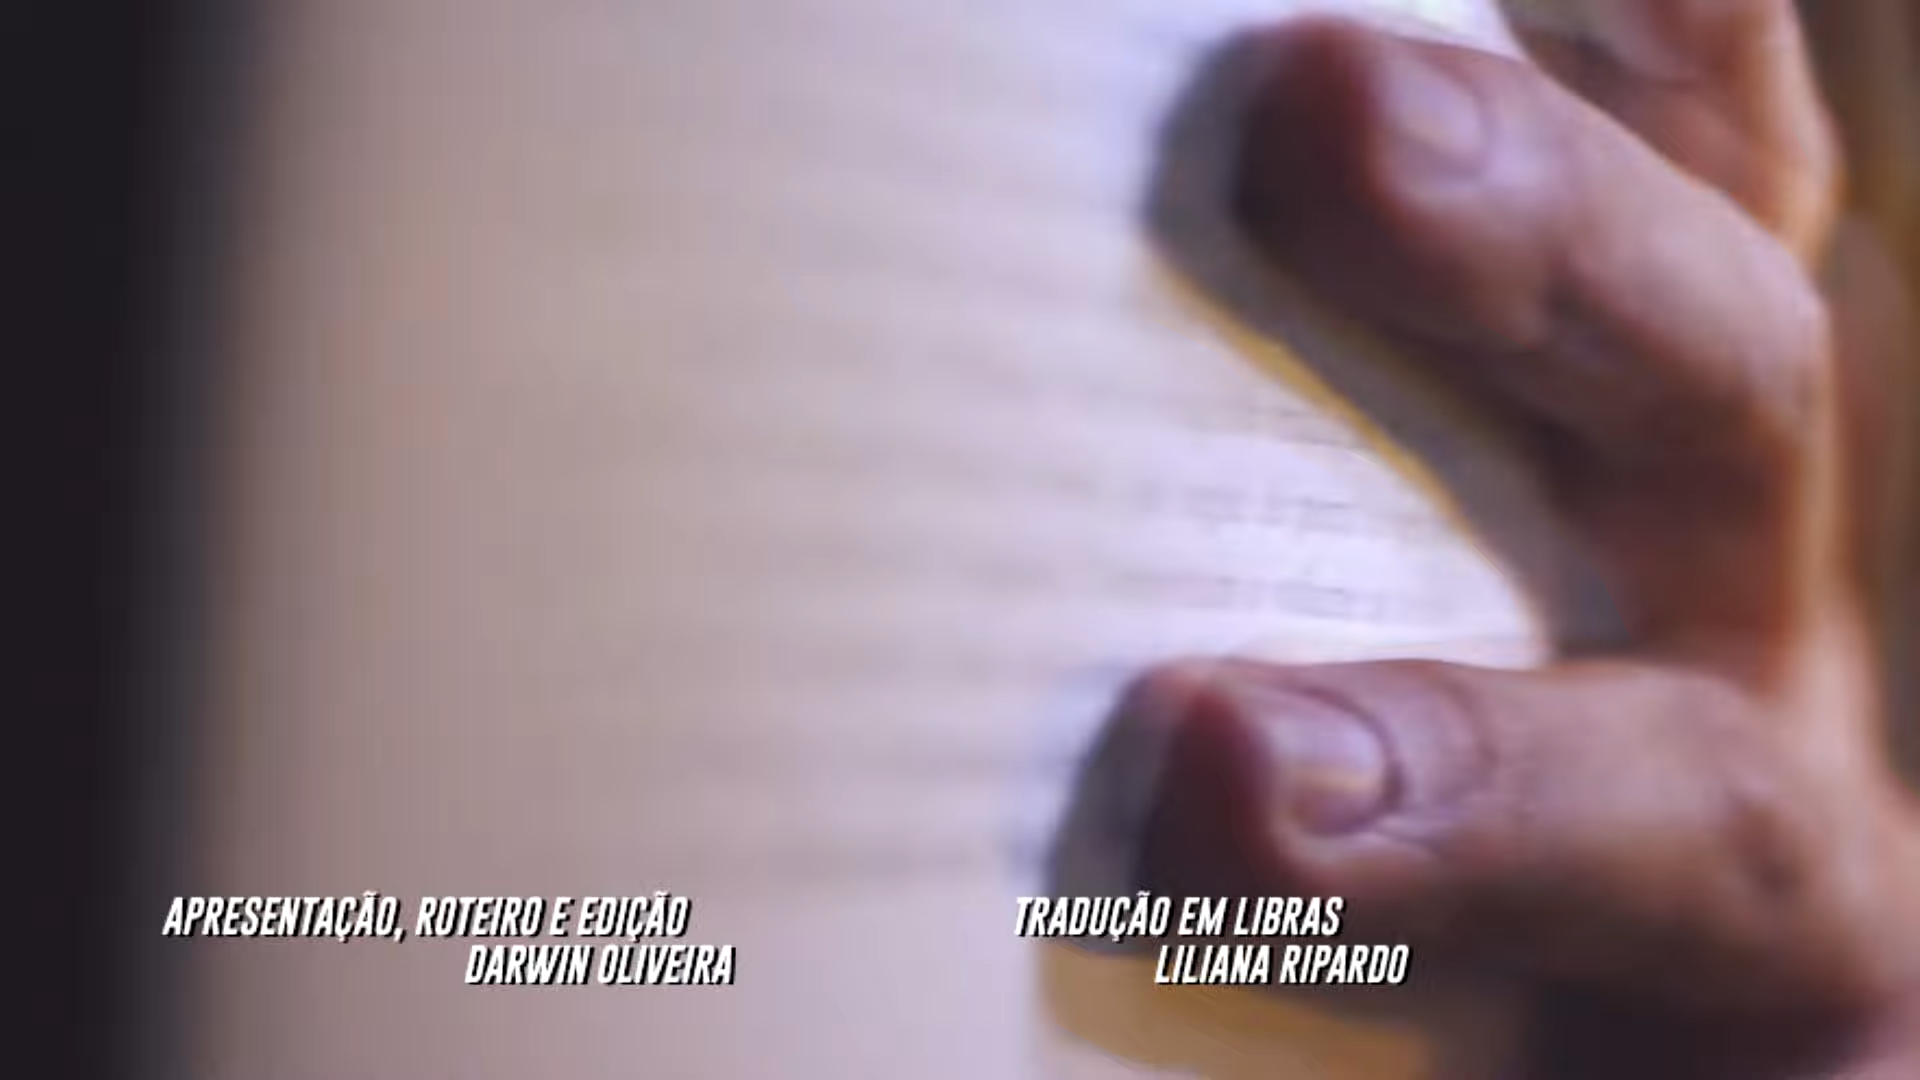 APRESENTAÇÃO, ROTEIRO E EDIÇÃO
DARWIN OLIVEIRA
TRADUÇÃO EM LIBRAS
LILIANA RIPARDO